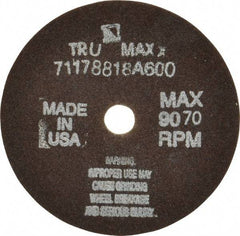 TRU MAXX
71178818A600
MADE
IN
USA
MAX
9070
RPM
WARNING
IMPROPER USE MAY
CAUSE GRINDING
WHEEL BREAKAGE
AND SERIOUS INJURY